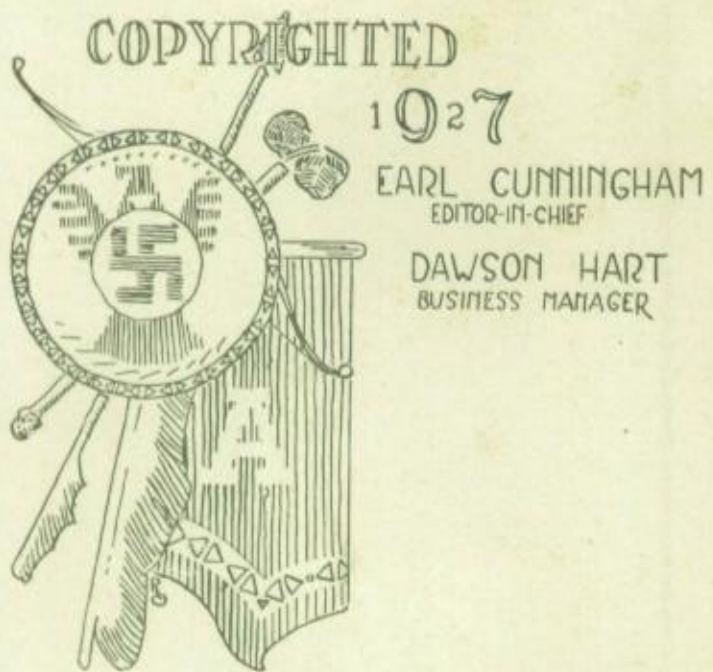 COPYRIGHTED
1927
EARL CUNNINGHAM
EDITOR-IN-CHIEF
DAWSON HART
BUSINESS MANAGER
A